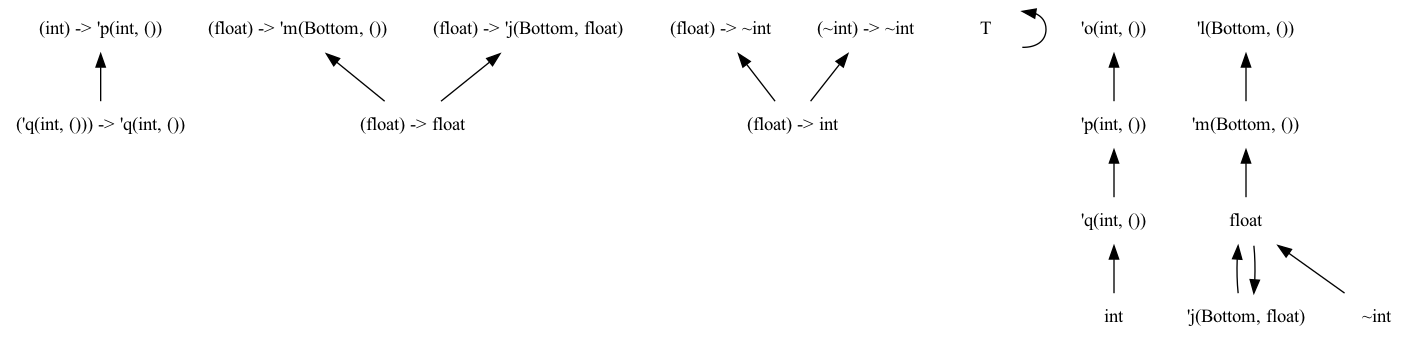 (int) -> 'p(int, ()) (float) -> 'm(Bottom, ()) (float) -> 'j(Bottom, float) (float) -> ~int (~int) -> ~int T 'o(int, ()) 'l(Bottom, ())
('q(int, ())) -> 'q(int, ()) (float) -> float (float) -> int 'p(int, ()) 'm(Bottom, ())
'q(int, ()) float
int 'j(Bottom, float) ~int